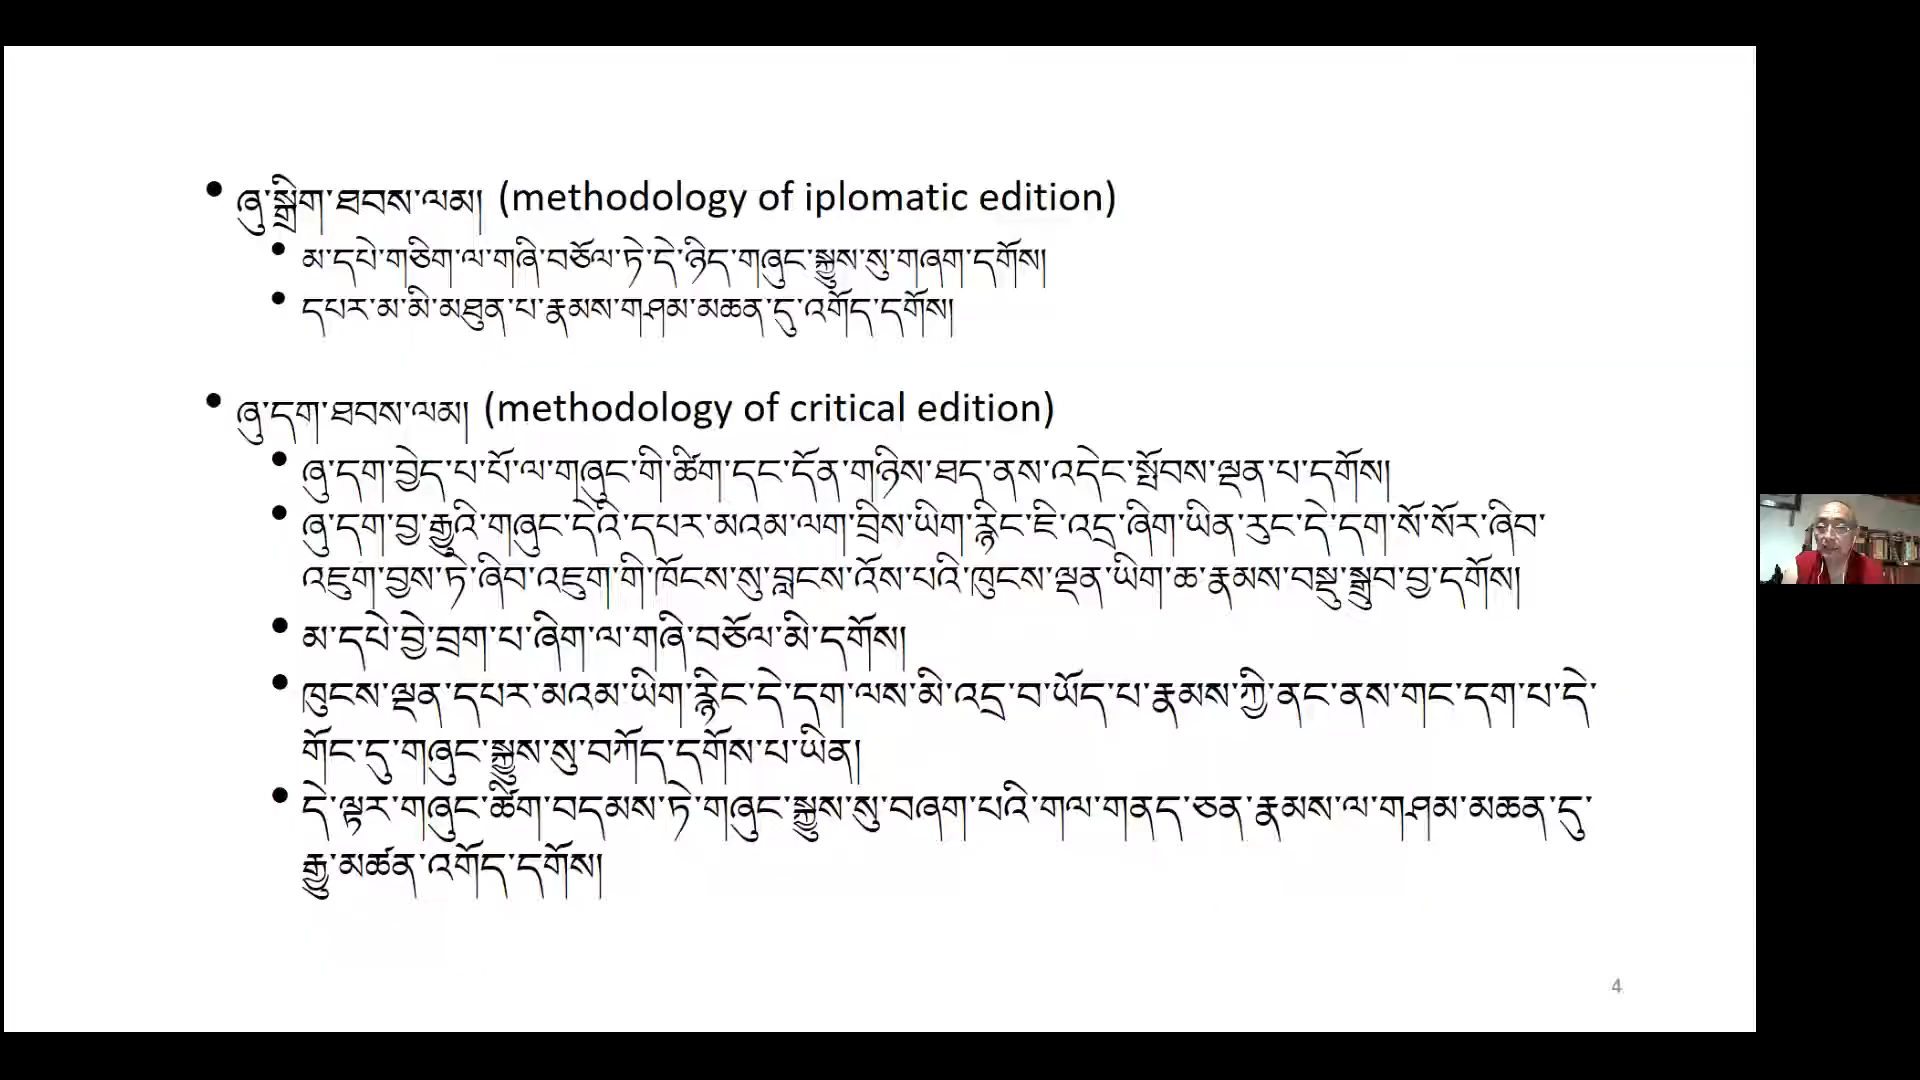 • ཞུ་སྒྲིག་ཐབས་ལམ། (methodology of iplomatic edition)
• མ་དཔེ་གཅིག་ལ་གཞི་བཅོལ་ཏེ་དེ་ཉིད་གཞུང་སྐྱུས་སུ་གཞག་དགོས།
• དཔར་མ་མི་མཐུན་པ་རྣམས་གཤམ་མཆན་དུ་འགོད་དགོས།
• ཞུ་དག་ཐབས་ལམ། (methodology of critical edition)
• ཞུ་དག་བྱེད་པ་པོ་ལ་གཞུང་གི་ཚིག་དང་དོན་གཉིས་ཐད་ནས་འདེང་སྤོབས་ལྡན་པ་དགོས།
• ཞུ་དག་བྱ་རྒྱུའི་གཞུང་དེའི་དཔར་མའམ་ལག་བྲིས་ཡིག་རྙིང་ཇི་འདྲ་ཞིག་ཡིན་རུང་དེ་དག་སོ་སོར་ཞིབ་
འཇུག་བྱས་ཏེ་ཞིབ་འཇུག་གི་ཁོངས་སུ་བླངས་འོས་པའི་ཁུངས་ལྡན་ཡིག་ཆ་རྣམས་བསྡུ་སྒྲུབ་བྱ་དགོས།
• མ་དཔེ་བྱེ་བྲག་པ་ཞིག་ལ་གཞི་བཅོལ་མི་དགོས།
• ཁུངས་ལྡན་དཔར་མའམ་ཡིག་རྙིང་དེ་དག་ལས་མི་འདྲ་བ་ཡོད་པ་རྣམས་ཀྱི་ནང་ནས་གང་དག་པ་དེ་
གོང་དུ་གཞུང་སྐྱུས་སུ་བཀོད་དགོས་པ་ཡིན།
• དེ་ལྟར་གཞུང་ཚིག་བདམས་ཏེ་གཞུང་སྐྱུས་སུ་བཞག་པའི་གལ་གནད་ཅན་རྣམས་ལ་གཤམ་མཆན་དུ་
རྒྱུ་མཚན་འགོད་དགོས།
4